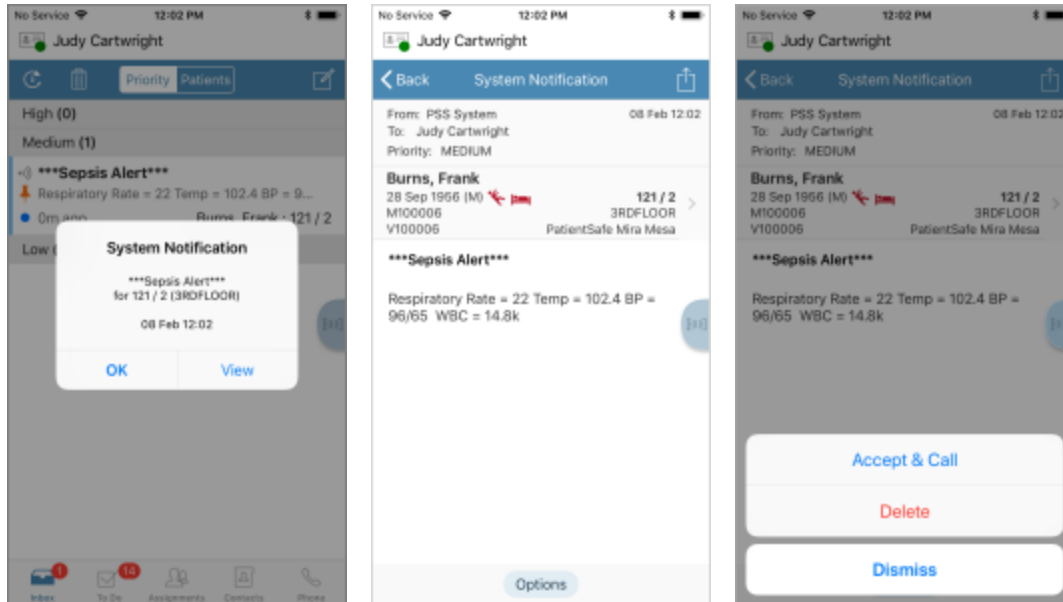 No Service 12:02 PM
Judy Cartwright
Priority Patients
High (0)
Medium (1)
***Sepsis Alert***
Respiratory Rate = 22 Temp = 102.4 BP = 9...
0m ago Burns, Frank · 121 / 2
Low
System Notification
***Sepsis Alert***
for 121 / 2 (3RDFLOOR)
08 Feb 12:02
OK View
1 14
Inbox To Do Assignments Contacts Phone
No Service 12:02 PM
Judy Cartwright
Back System Notification
From: PSS System 08 Feb 12:02
To: Judy Cartwright
Priority: MEDIUM
Burns, Frank
28 Sep 1966 (M) 121 / 2
M100006 3RDFLOOR
V100006 PatientSafe Mira Mesa
***Sepsis Alert***
Respiratory Rate = 22 Temp = 102.4 BP =
96/65 WBC = 14.8k
Options
No Service 12:02 PM
Judy Cartwright
Back System Notification
From: PSS System 08 Feb 12:02
To: Judy Cartwright
Priority: MEDIUM
Burns, Frank
28 Sep 1966 (M) 121 / 2
M100006 3RDFLOOR
V100006 PatientSafe Mira Mesa
***Sepsis Alert***
Respiratory Rate = 22 Temp = 102.4 BP =
96/65 WBC = 14.8k
Accept & Call
Delete
Dismiss